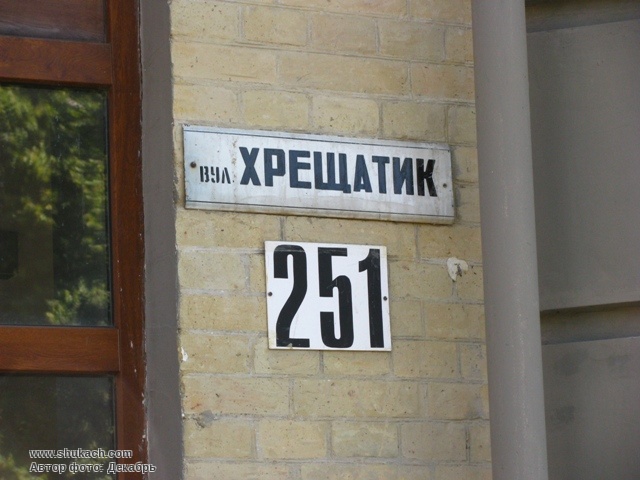 ВУЛ. ХРЕЩАТИК
251
www.shukach.com
Автор фото: Декабрь